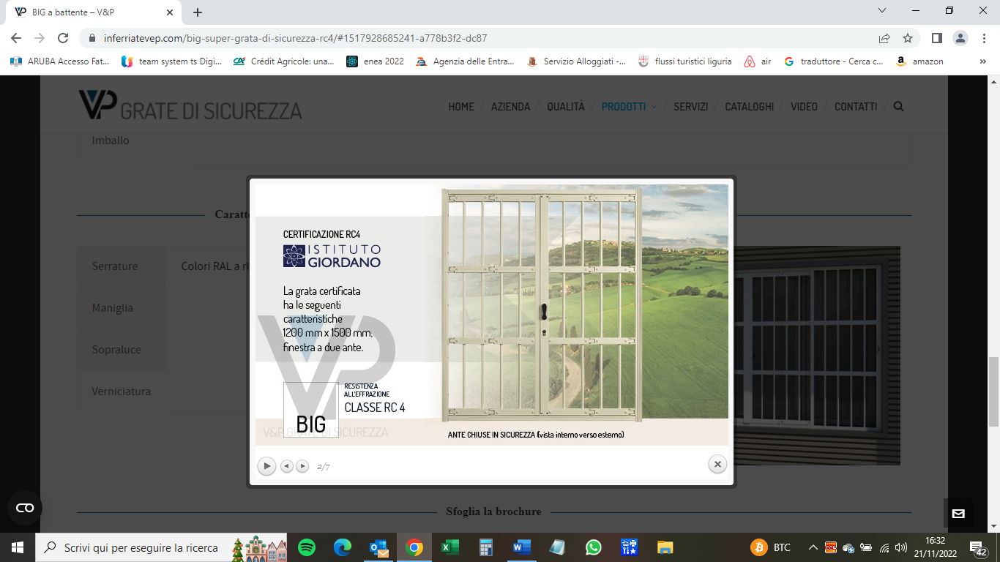 BIG a battente – V&P
inferriatevep.com/big-super-grata-di-sicurezza-rc4/#1517928685241-a778b3f2-dc87
ARUBA Accesso Fat...
team system ts Digi...
Crédit Agricole: una...
enea 2022
Agenzia delle Entra...
Servizio Alloggiati -...
flussi turistici liguria
air
traduttore - Cerca c...
amazon
»
VP GRATE DI SICUREZZA
HOME / AZIENDA / QUALITÀ / PRODOTTI / SERVIZI / CATALOGHI / VIDEO / CONTATTI /
Imballo
Caratte
Serrature
Colori RAL a ri
Maniglia
Sopraluce
Verniciatura
CERTIFICAZIONE RC4
ISTITUTO
GIORDANO
La grata certificata
ha le seguenti
caratteristiche
1200 mm x 1500 mm,
finestra a due ante.
VP
RESISTENZA
ALL'EFFRAZIONE
CLASSE RC 4
BIG
V&P GRATE DI SICUREZZA
ANTE CHIUSE IN SICUREZZA (vista interno verso esterno)
2/7
Sfoglia la brochure
Scrivi qui per eseguire la ricerca
BTC
16:32
21/11/2022
42